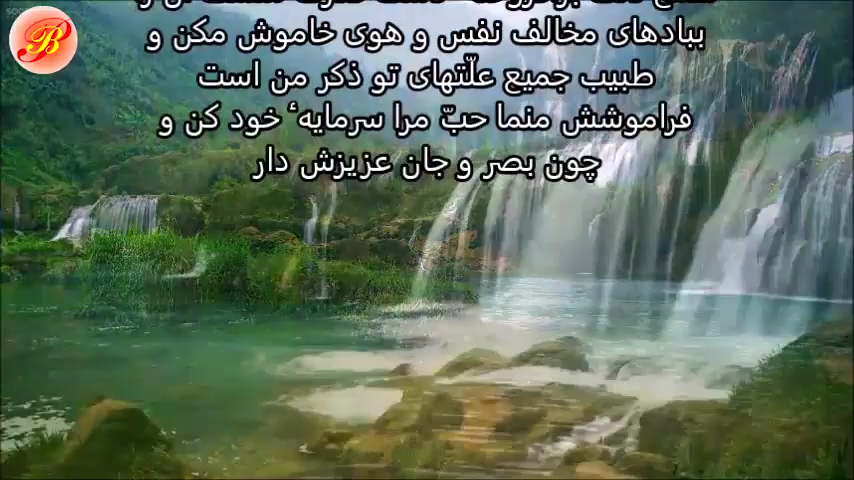 ببادهای مخالف نفس و هوی خاموش مکن و
طبیب جمیع علّتهای تو ذکر من است
فراموشش منما حبّ مرا سرمایهٔ خود کن و
چون بصر و جان عزیزش دار
B